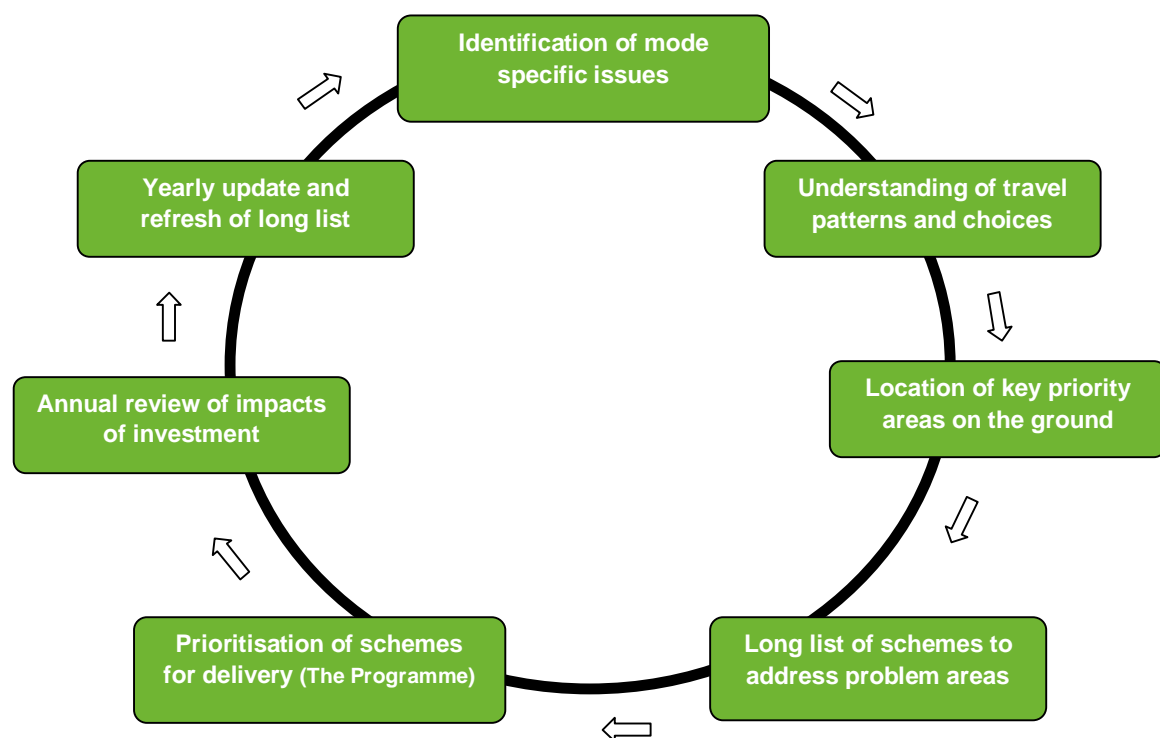 Identification of mode
specific issues
Understanding of travel
patterns and choices
Location of key priority
areas on the ground
Long list of schemes to
address problem areas
Prioritisation of schemes
for delivery (The Programme)
Annual review of impacts
of investment
Yearly update and
refresh of long list